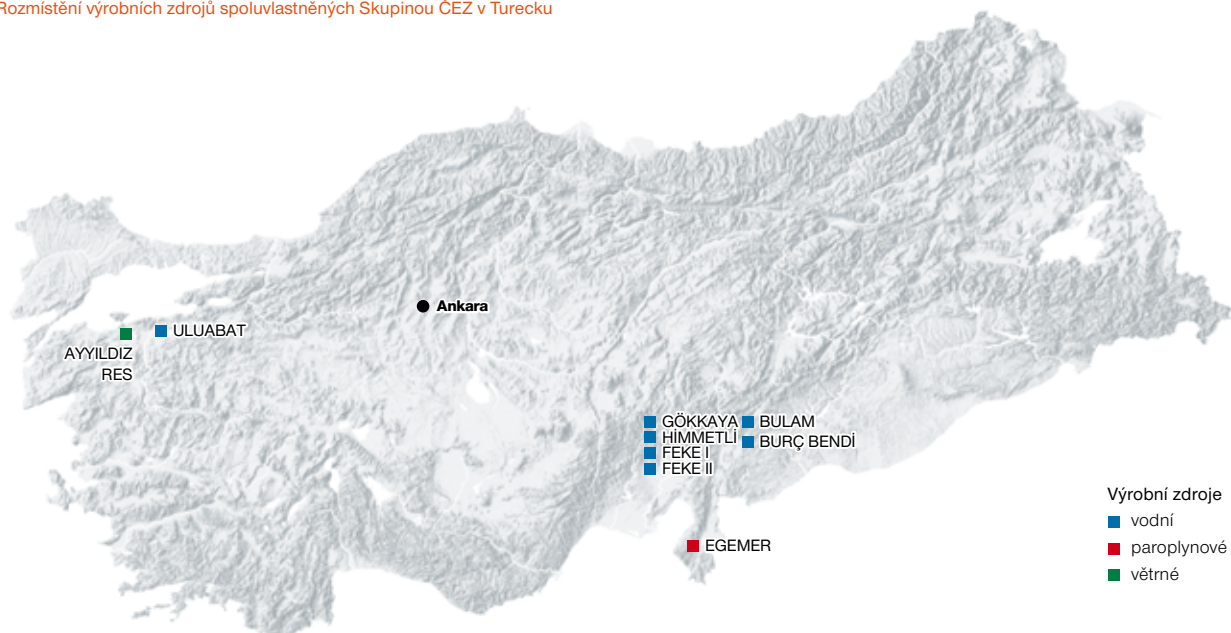 Rozmístění výrobních zdrojů spoluvlastněných Skupinou ČEZ v Turecku
Ankara
ULUABAT
AYYILDIZ
RES
GÖKKAYA
BULAM
HİMMETLİ
BURÇ BENDİ
FEKE I
FEKE II
EGEMER
Výrobní zdroje
vodní
paroplynové
větrné